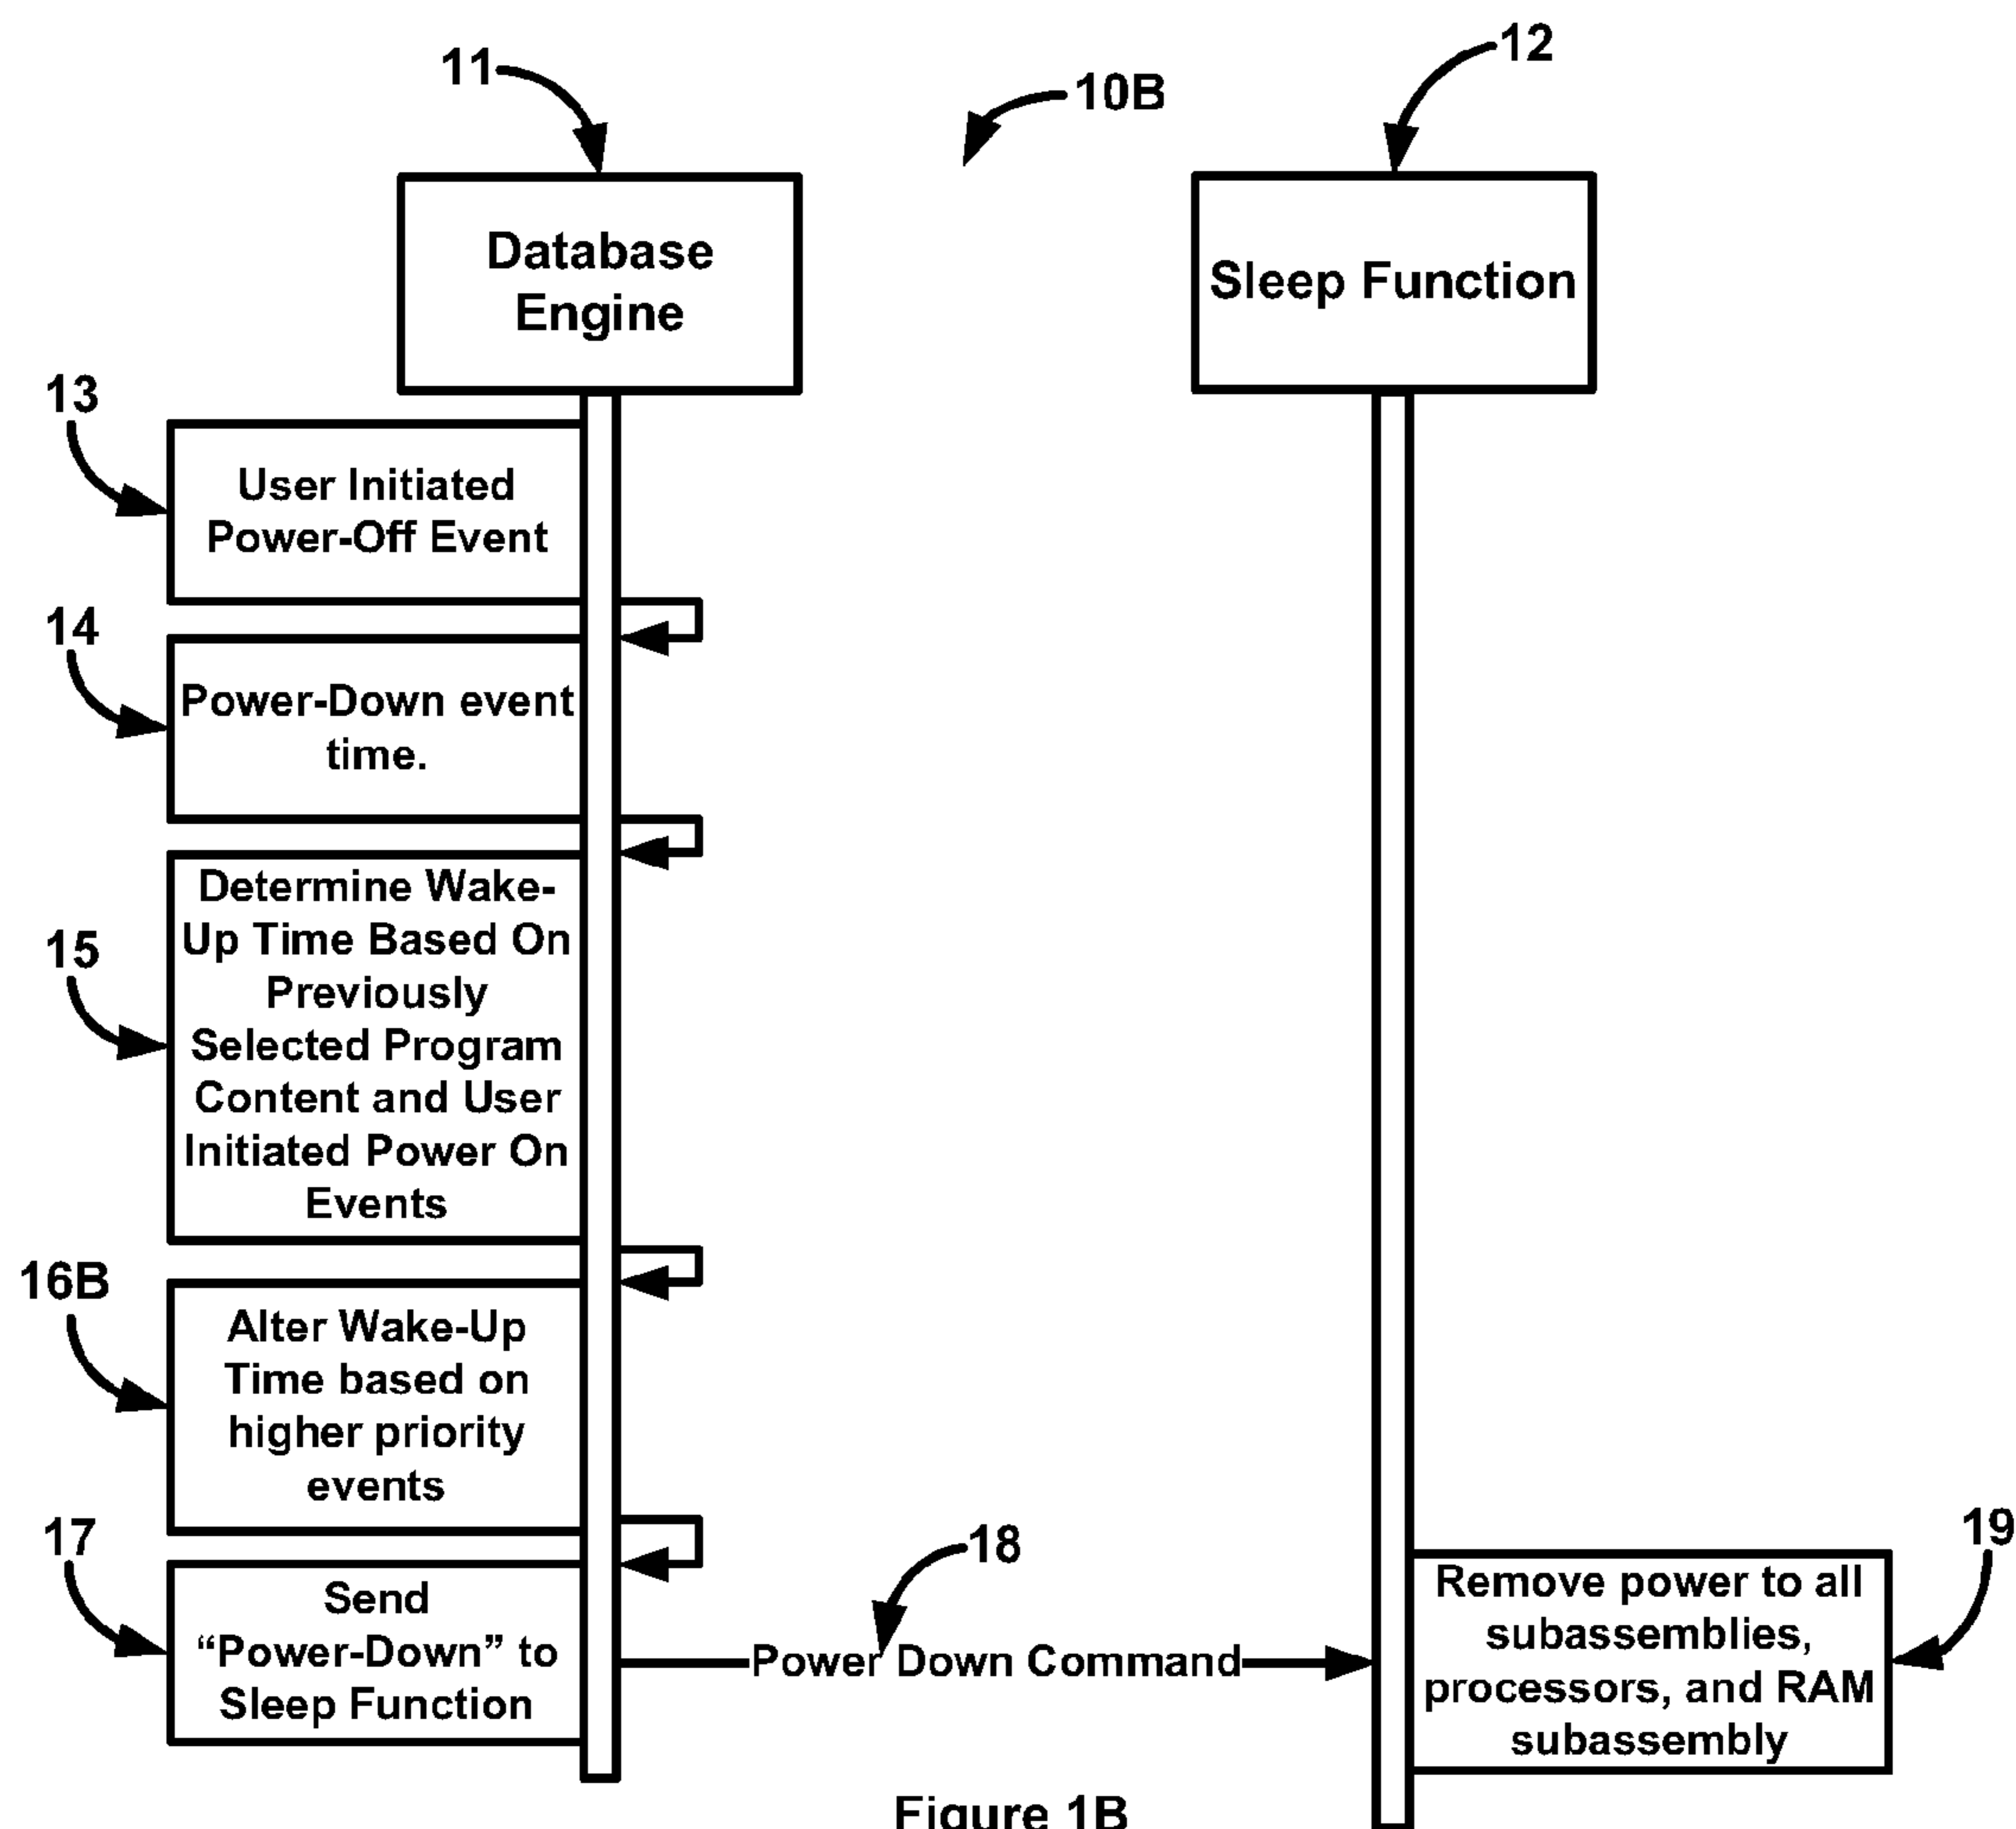 11
10B
12
Database
Engine
Sleep Function
13
User Initiated
Power-Off Event
14
Power-Down event
time.
15
Determine Wake-
Up Time Based On
Previously
Selected Program
Content and User
Initiated Power On
Events
16B
Alter Wake-Up
Time based on
higher priority
events
17
Send
“Power-Down” to
Sleep Function
18
Power Down Command
19
Remove power to all
subassemblies,
processors, and RAM
subassembly
Figure 1B